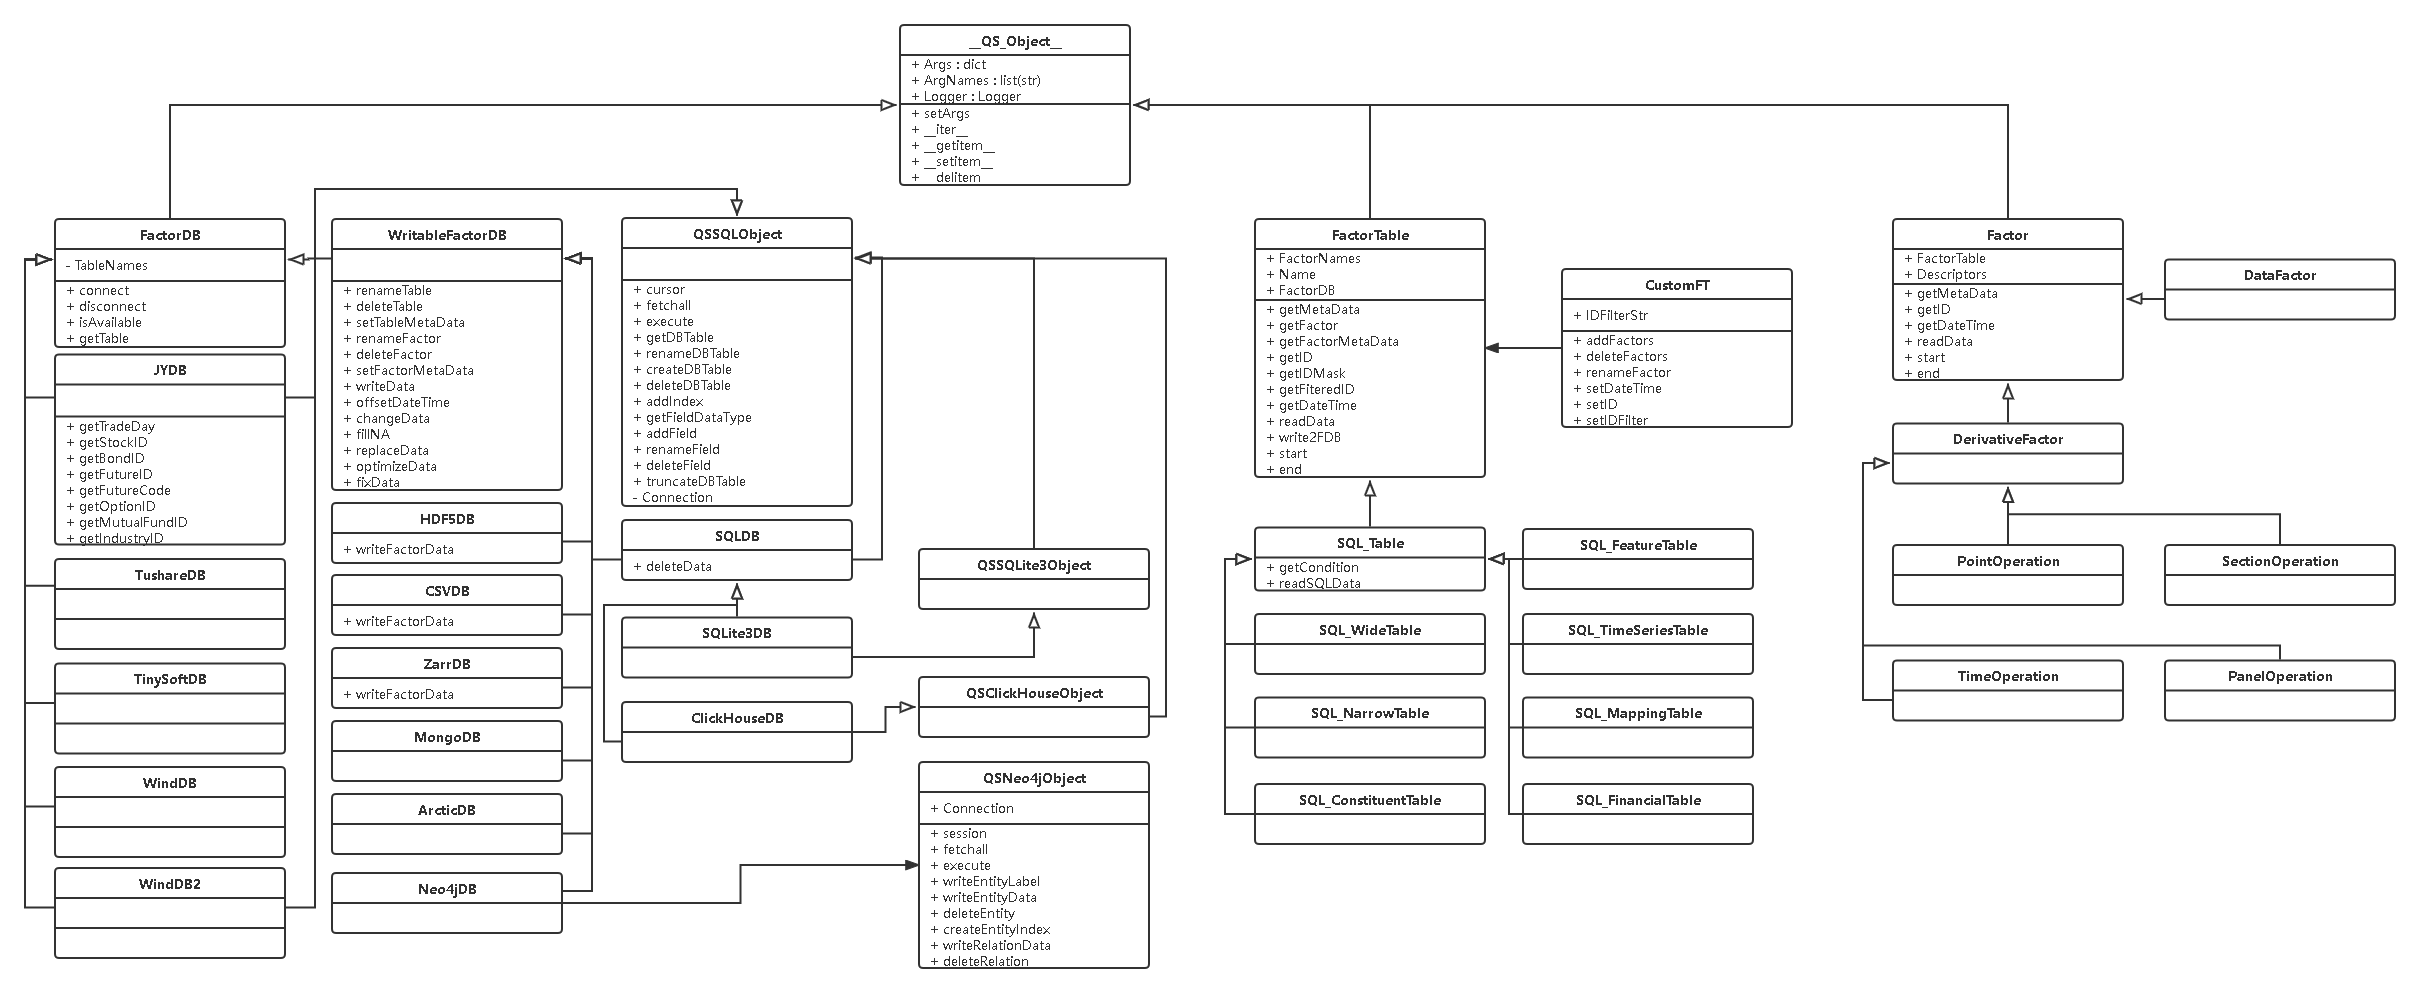 __QS_Object__
+ Args : dict
+ ArgNames : list(str)
+ Logger : Logger
+ setArgs
+ __iter__
+ __getitem__
+ __setitem__
+ __delitem__
FactorDB
- TableNames
+ connect
+ disconnect
+ isAvailable
+ getTable
JYDB
+ getTradeDay
+ getStockID
+ getBondID
+ getFutureID
+ getFutureCode
+ getOptionID
+ getMutualFundID
+ getIndustryID
TushareDB
TinySoftDB
WindDB
WindDB2
WritableFactorDB
+ renameTable
+ deleteTable
+ setTableMetaData
+ renameFactor
+ deleteFactor
+ setFactorMetaData
+ writeData
+ offsetDateTime
+ changeData
+ fillNA
+ replaceData
+ optimizeData
+ fixData
HDF5DB
+ writeFactorData
CSVDB
+ writeFactorData
ZarrDB
+ writeFactorData
MongoDB
ArcticDB
Neo4jDB
QSSQLObject
+ cursor
+ fetchall
+ execute
+ getDBTable
+ renameDBTable
+ createDBTable
+ deleteDBTable
+ addIndex
+ getFieldDataType
+ addField
+ renameField
+ deleteField
+ truncateDBTable
- Connection
SQLDB
+ deleteData
SQLite3DB
ClickHouseDB
QSSQLite3Object
QSClickHouseObject
QSNeo4jObject
+ Connection
+ session
+ fetchall
+ execute
+ writeEntityLabel
+ writeEntityData
+ deleteEntity
+ createEntityIndex
+ writeRelationData
+ deleteRelation
FactorTable
+ FactorNames
+ Name
+ FactorDB
+ getMetaData
+ getFactor
+ getFactorMetaData
+ getID
+ getIDMask
+ getFiteredID
+ getDateTime
+ readData
+ write2FDB
+ start
+ end
CustomFT
+ IDFilterStr
+ addFactors
+ deleteFactors
+ renameFactor
+ setDateTime
+ setID
+ setIDFilter
SQL_Table
+ getCondition
+ readSQLData
SQL_FeatureTable
SQL_WideTable
SQL_TimeSeriesTable
SQL_NarrowTable
SQL_MappingTable
SQL_ConstituentTable
SQL_FinancialTable
Factor
+ FactorTable
+ Descriptors
+ getMetaData
+ getID
+ getDateTime
+ readData
+ start
+ end
DataFactor
DerivativeFactor
PointOperation
SectionOperation
TimeOperation
PanelOperation